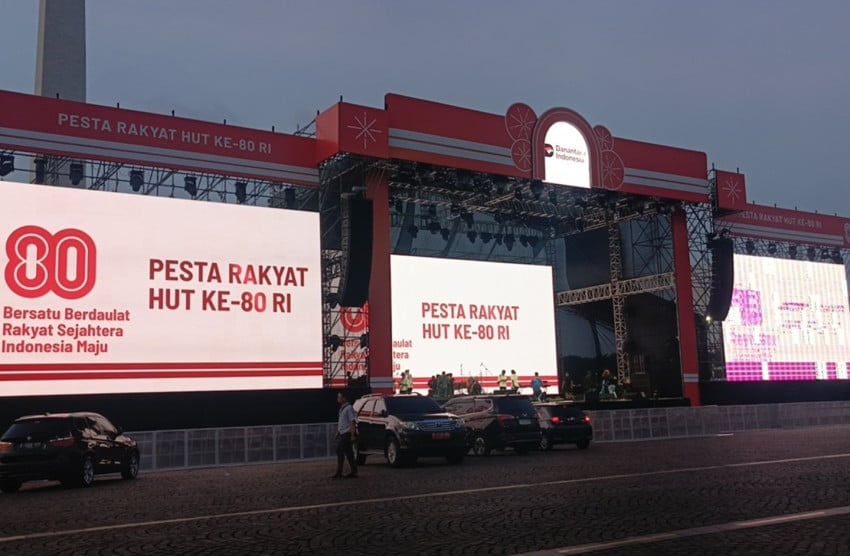 PESTA RAKYAT HUT KE-80 RI
Danantara
Indonesia
PESTA RAKYAT HUT KE-80 RI
80
Bersatu Berdaulat
Rakyat Sejahtera
Indonesia Maju
PESTA RAKYAT
HUT KE-80 RI
PESTA RAKYAT
HUT KE-80 RI